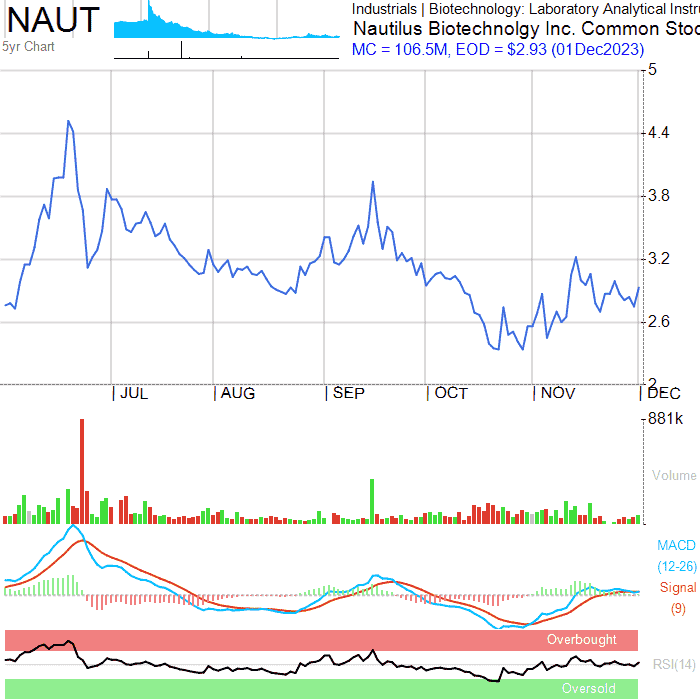 NAUT
5yr Chart
Industrials | Biotechnology: Laboratory Analytical Instr
Nautilus Biotechnolgy Inc. Common Stoc
MC = 106.5M, EOD = $2.93 (01Dec2023)
5
4.4
3.8
3.2
2.6
2
JUL AUG SEP OCT NOV DEC
881k
Volume
MACD
(12-26)
Signal
(9)
Overbought
RSI(14)
Oversold